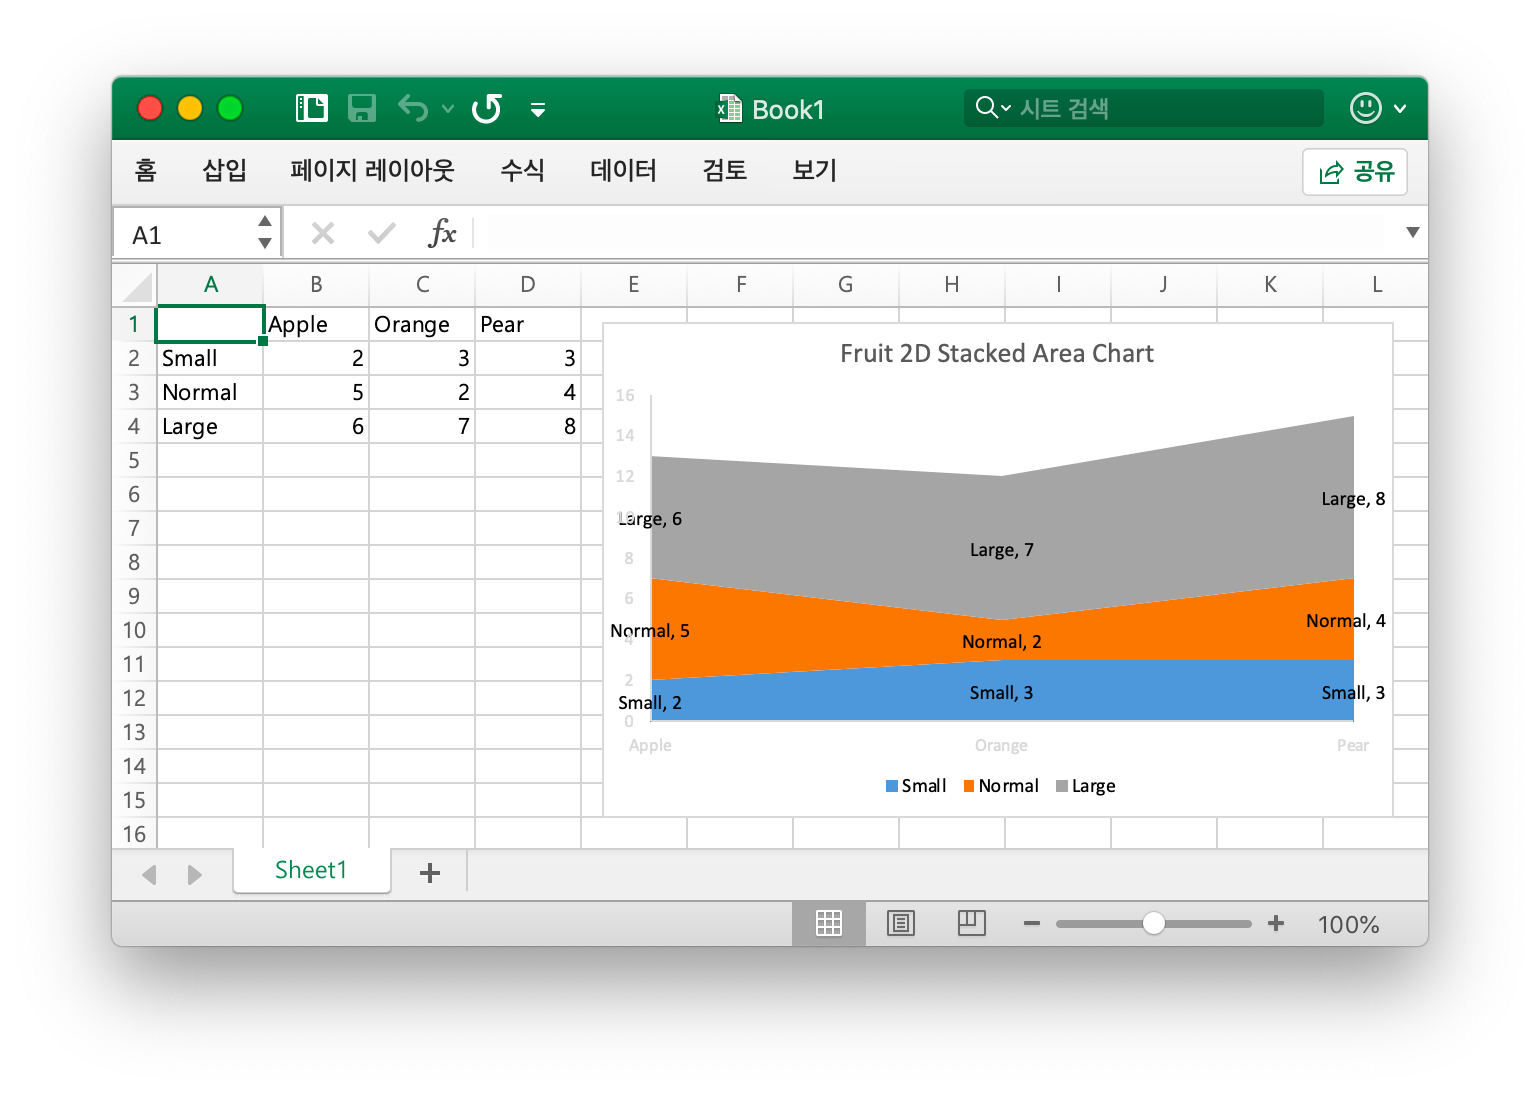 Book1
시트 검색
홈 삽입 페이지 레이아웃 수식 데이터 검토 보기 공유
A1 fx
A B C D E F G H I J K L
1 Apple Orange Pear
2 Small 2 3 3
3 Normal 5 2 4
4 Large 6 7 8
5
6
7
8
9
10
11
12
13
14
15
16
Fruit 2D Stacked Area Chart
16
14
12
10
8
6
4
2
0
Large, 6
Large, 7
Large, 8
Normal, 5
Normal, 2
Normal, 4
Small, 2
Small, 3
Small, 3
Apple Orange Pear
Small Normal Large
Sheet1
100%